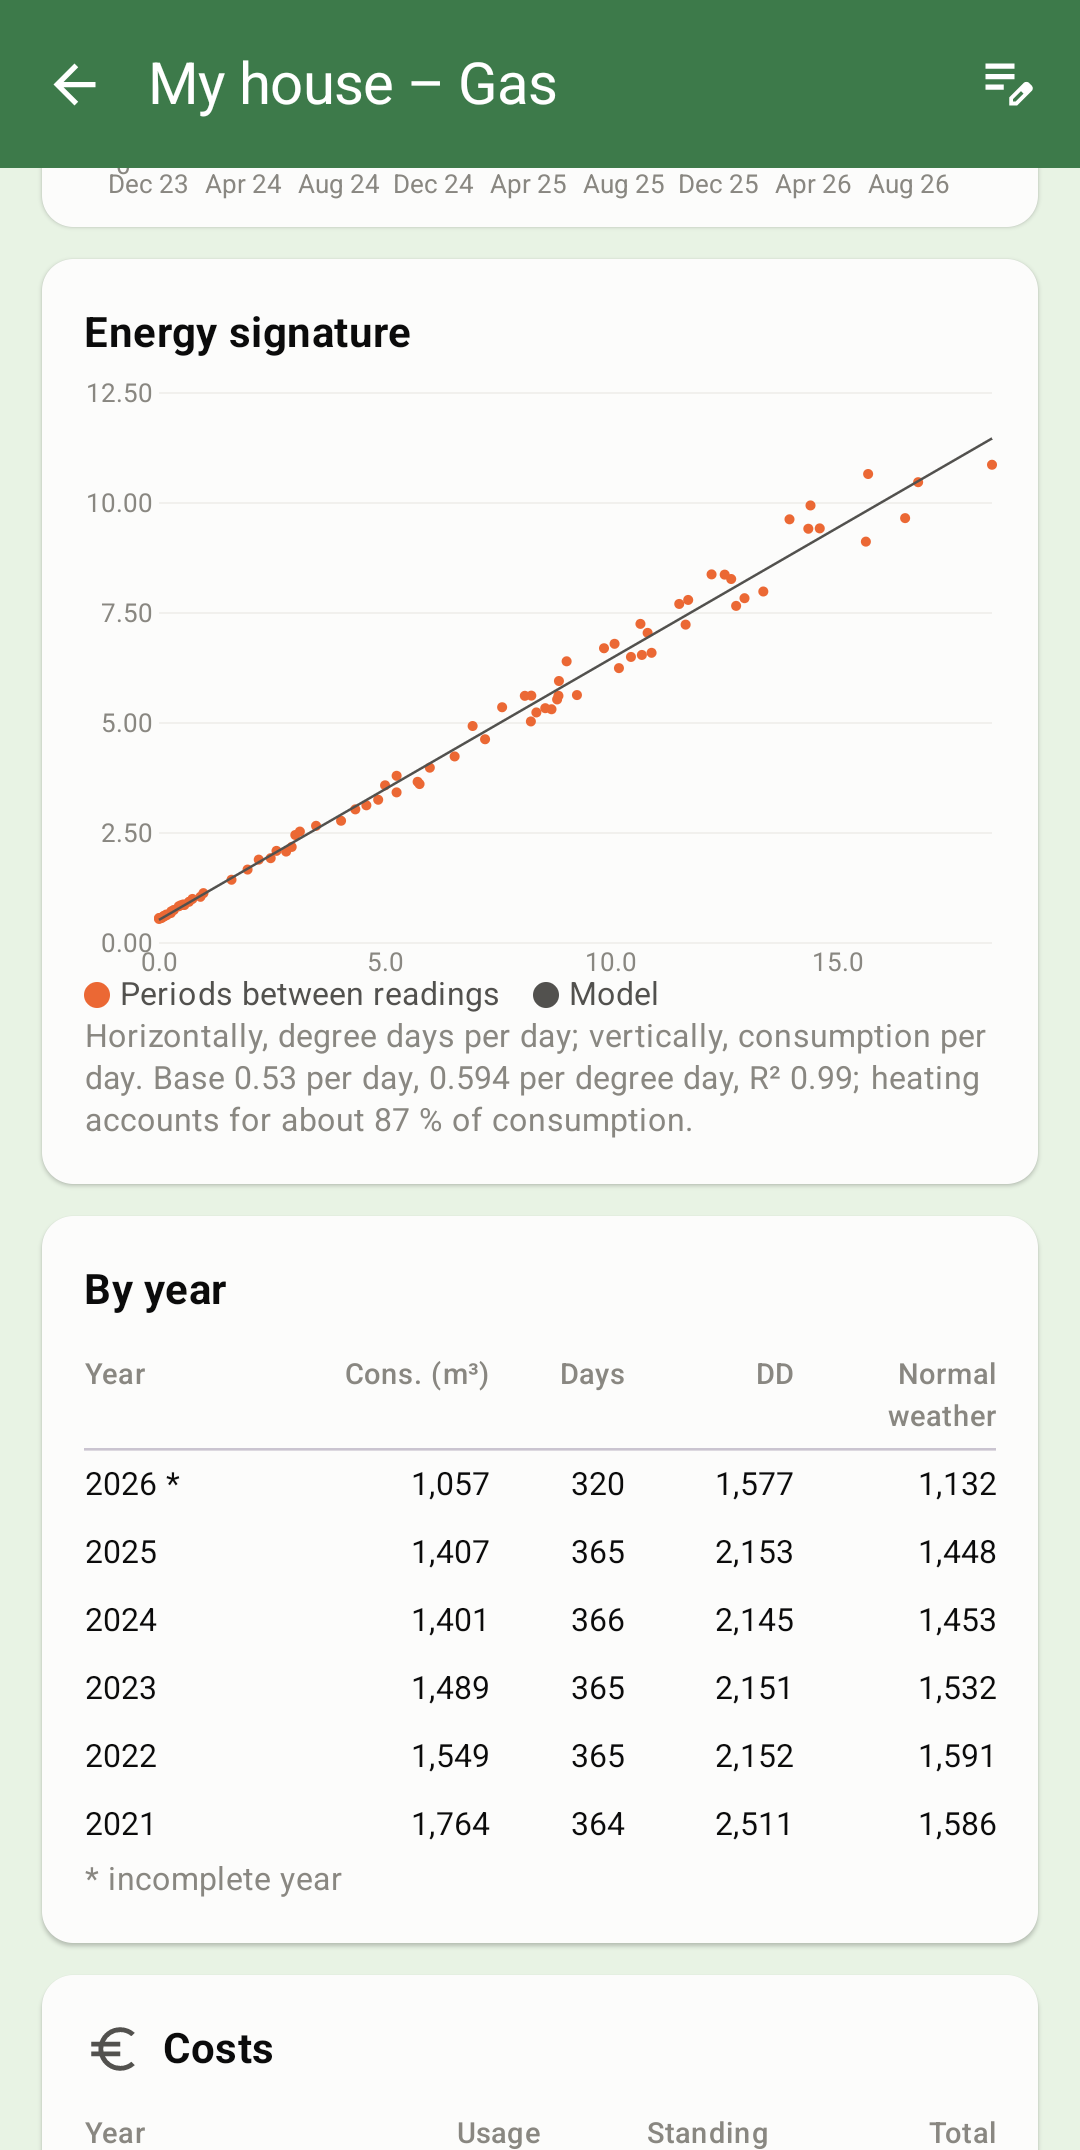 My house – Gas
Dec 23 Apr 24 Aug 24 Dec 24 Apr 25 Aug 25 Dec 25 Apr 26 Aug 26
Energy signature
12.50
10.00
7.50
5.00
2.50
0.00
0.0 5.0 10.0 15.0
Periods between readings Model
Horizontally, degree days per day; vertically, consumption per
day. Base 0.53 per day, 0.594 per degree day, R² 0.99; heating
accounts for about 87 % of consumption.
By year
Year Cons. (m³) Days DD Normal
weather
2026 * 1,057 320 1,577 1,132
2025 1,407 365 2,153 1,448
2024 1,401 366 2,145 1,453
2023 1,489 365 2,151 1,532
2022 1,549 365 2,152 1,591
2021 1,764 364 2,511 1,586
* incomplete year
€ Costs
Year Usage Standing Total